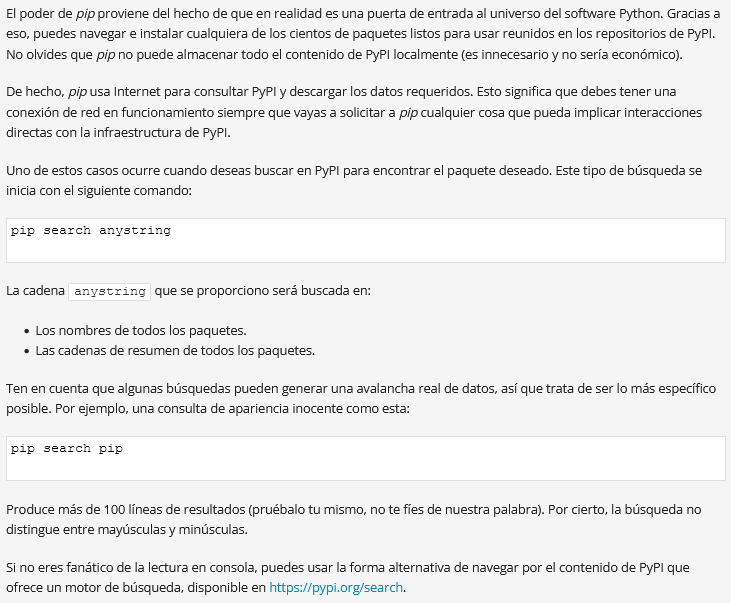 El poder de pip proviene del hecho de que en realidad es una puerta de entrada al universo del software Python. Gracias a
eso, puedes navegar e instalar cualquiera de los cientos de paquetes listos para usar reunidos en los repositorios de PyPI.
No olvides que pip no puede almacenar todo el contenido de PyPI localmente (es innecesario y no sería económico).
De hecho, pip usa Internet para consultar PyPI y descargar los datos requeridos. Esto significa que debes tener una
conexión de red en funcionamiento siempre que vayas a solicitar a pip cualquier cosa que pueda implicar interacciones
directas con la infraestructura de PyPI.
Uno de estos casos ocurre cuando deseas buscar en PyPI para encontrar el paquete deseado. Este tipo de búsqueda se
inicia con el siguiente comando:
pip search anystring
La cadena anystring que se proporciono será buscada en:
• Los nombres de todos los paquetes.
• Las cadenas de resumen de todos los paquetes.
Ten en cuenta que algunas búsquedas pueden generar una avalancha real de datos, así que trata de ser lo más específico
posible. Por ejemplo, una consulta de apariencia inocente como esta:
pip search pip
Produce más de 100 líneas de resultados (pruébalo tu mismo, no te fíes de nuestra palabra). Por cierto, la búsqueda no
distingue entre mayúsculas y minúsculas.
Si no eres fanático de la lectura en consola, puedes usar la forma alternativa de navegar por el contenido de PyPI que
ofrece un motor de búsqueda, disponible en https://pypi.org/search.